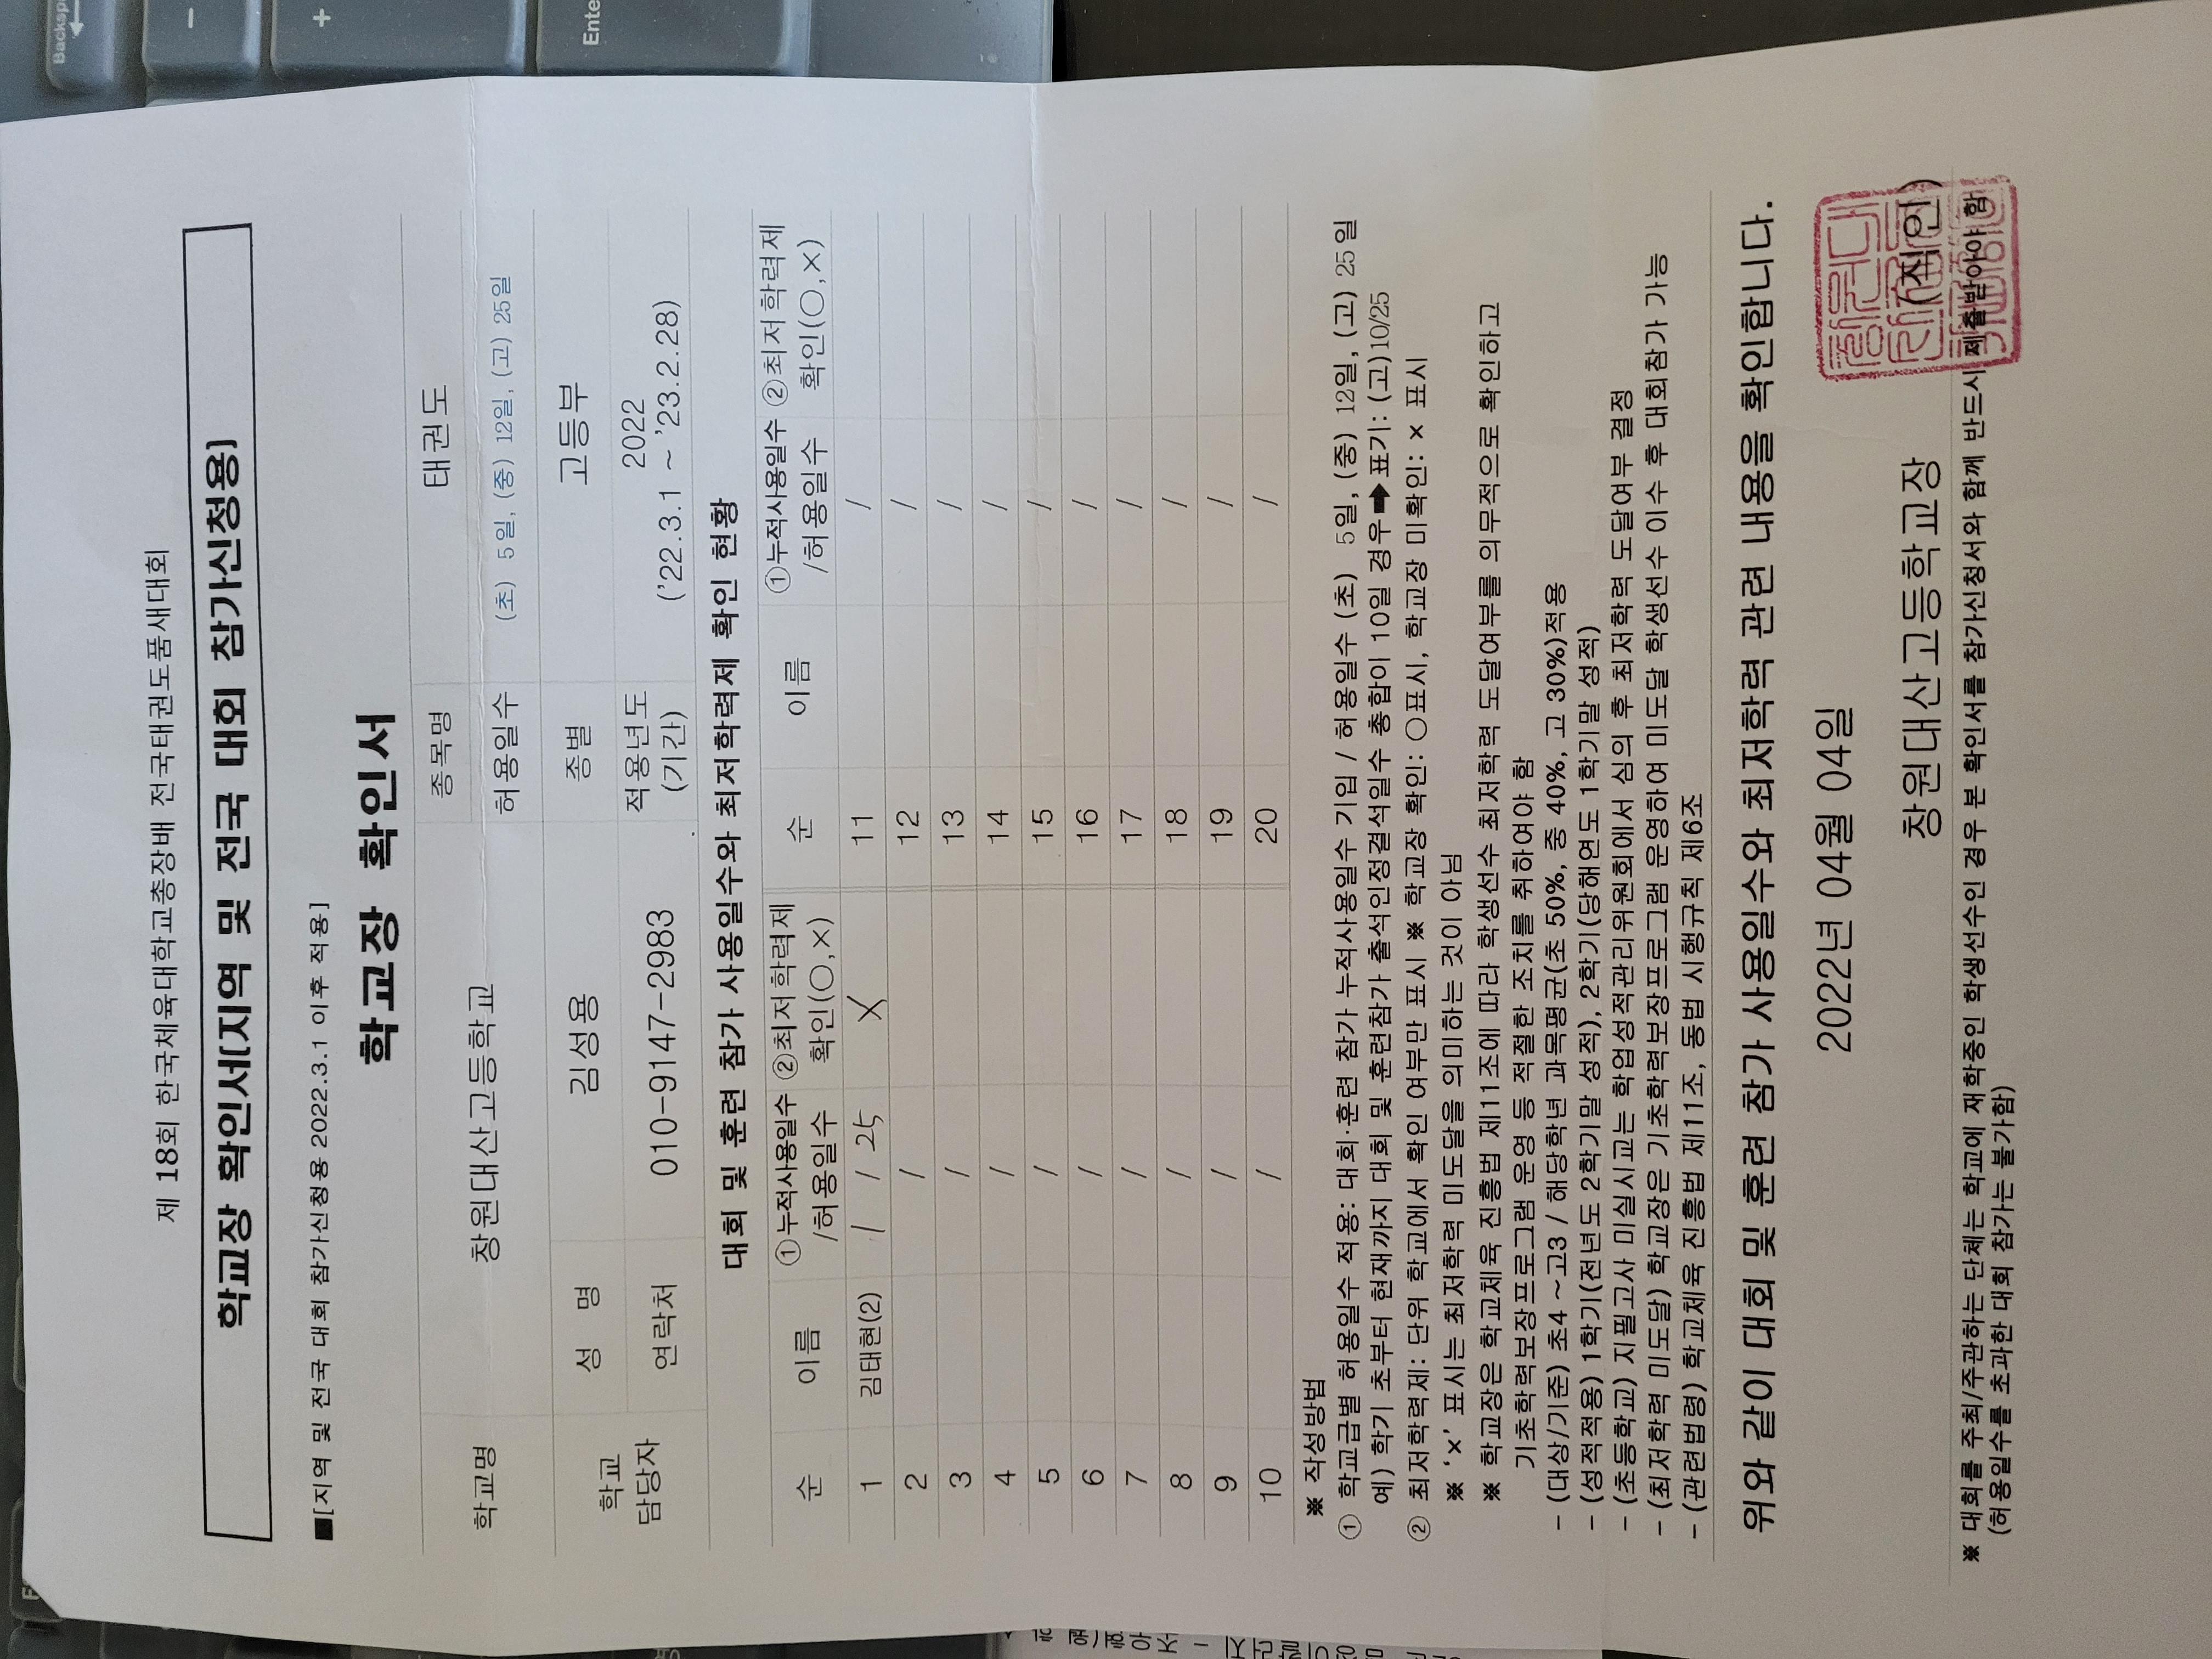 제 18회 한국체육대학교총장배 전국태권도품새대회
학교장 확인서[지역 및 전국 대회 참가신청용]
■[지역 및 전국 대회 참가신청용 2022.3.1 이후 적용]
학교장 확인서
학교명 창원대산고등학교 종목명 태권도
허용일수 (초) 5일, (중) 12일, (고) 25일
학교 담당자 성 명 김성용 종별 고등부
연락처 010-9147-2983 적용년도 (기간) 2022 ('22.3.1 ~ '23.2.28)
대회 및 훈련 참가 사용일수와 최저학력제 확인 현황
순 이름 ①누적사용일수 ②최저학력제 순 이름 ①누적사용일수 ②최저학력제
/허용일수 확인(○,×) /허용일수 확인(○,×)
1 김태현(2) 1 / 25 X 11 /
2 / 12 /
3 / 13 /
4 / 14 /
5 / 15 /
6 / 16 /
7 / 17 /
8 / 18 /
9 / 19 /
10 / 20 /
※ 작성방법
① 학교급별 허용일수 적용: 대회·훈련 참가 누적사용일수 기입 / 허용일수 (초) 5일, (중) 12일, (고) 25일
예) 학기 초부터 현재까지 대회 및 훈련참가 출석인정결석일수 총합이 10일 경우➡표기: (고)10/25
② 최저학력제: 단위 학교에서 확인 여부만 표시 ※ 학교장 확인: ○표시, 학교장 미확인: × 표시
※ '×' 표시는 최저학력 미도달을 의미하는 것이 아님
※ 학교장은 학교체육 진흥법 제11조에 따라 학생선수 최저학력 도달여부를 의무적으로 확인하고
기초학력보장프로그램 운영 등 적절한 조치를 취하여야 함
- (대상/기준) 초4 ~고3 / 해당학년 과목평균(초 50%, 중 40%, 고 30%)적용
- (성적적용) 1학기(전년도 2학기말 성적), 2학기(당해연도 1학기말 성적)
- (초등학교) 지필고사 미실시교는 학업성적관리위원회에서 심의 후 최저학력 도달여부 결정
- (최저학력 미도달) 학교장은 기초학력보장프로그램 운영하여 미도달 학생선수 이수 후 대회참가 가능
- (관련법령) 학교체육 진흥법 제11조, 동법 시행규칙 제6조
위와 같이 대회 및 훈련 참가 사용일수와 최저학력 관련 내용을 확인합니다.
2022년 04월 04일
창원대산고등학교장 (직인)
※ 대회를 주최/주관하는 단체는 학교에 재학중인 학생선수인 경우 본 확인서를 참가신청서와 함께 반드시 제출받아야 함
(허용일수를 초과한 대회 참가는 불가함)
Backsp
-
+
Ente